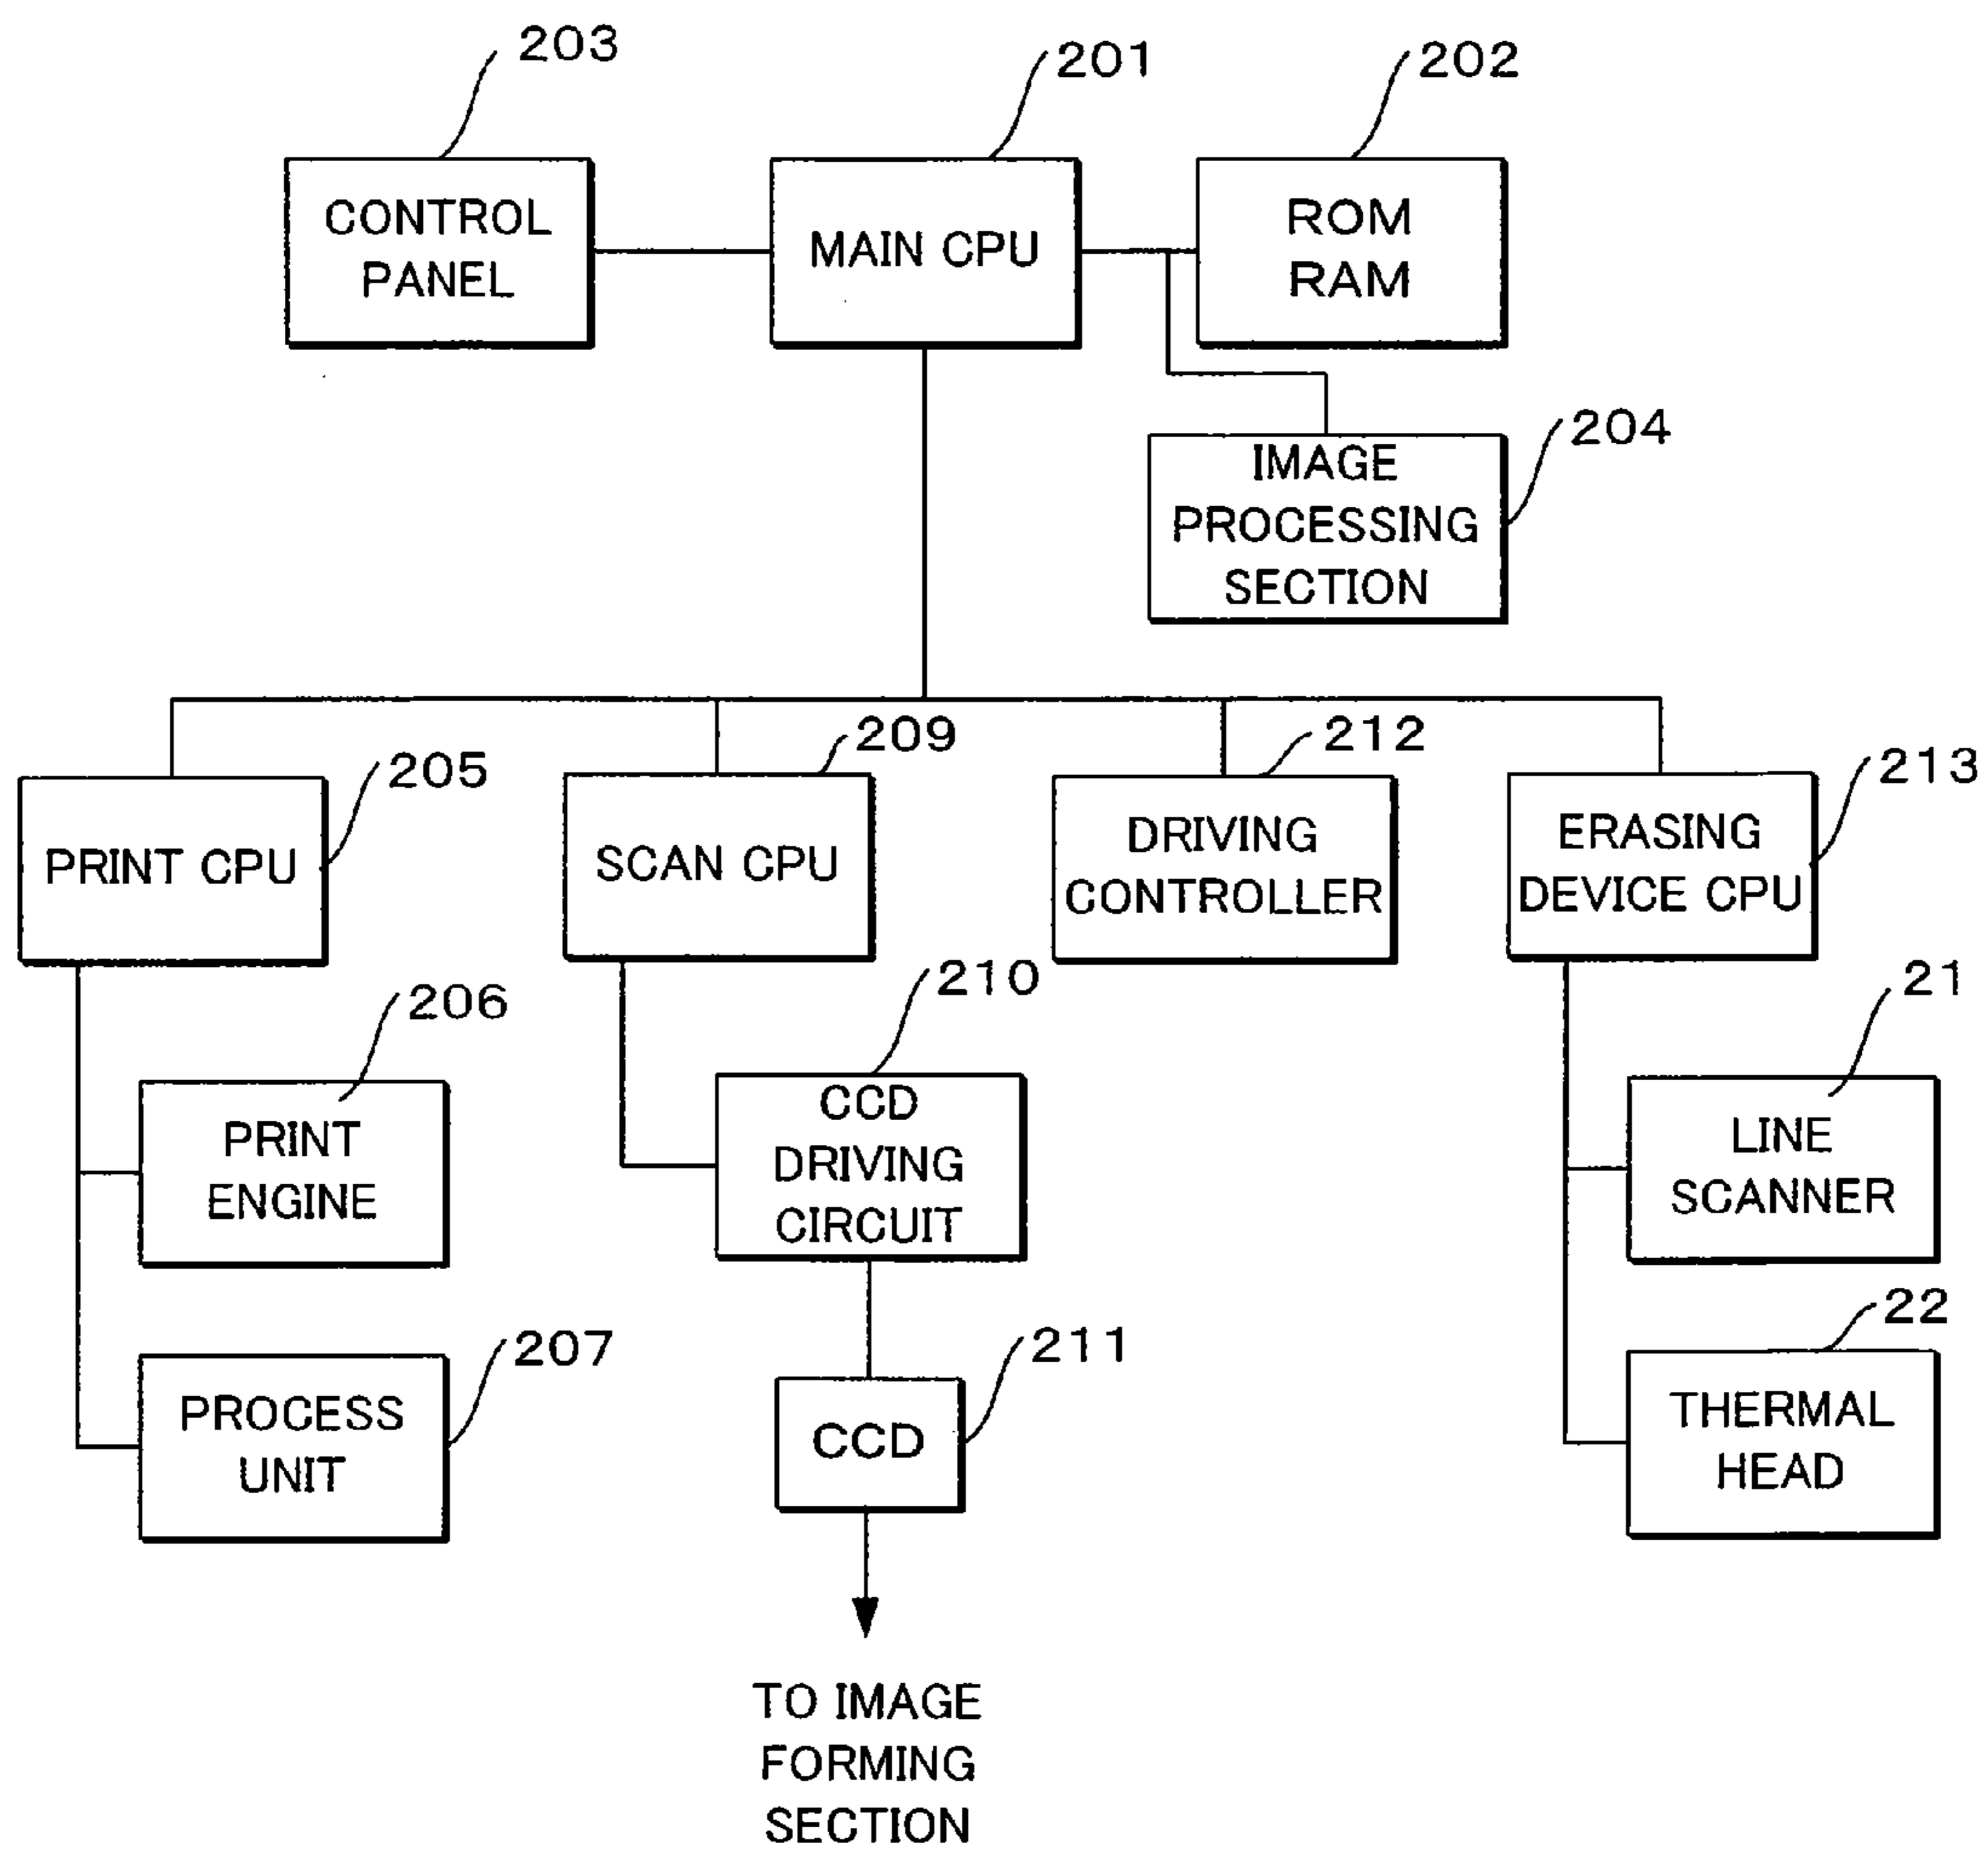 203
201
202
CONTROL
PANEL
MAIN CPU
ROM
RAM
204
IMAGE
PROCESSING
SECTION
205
209
212
213
PRINT CPU
SCAN CPU
DRIVING
CONTROLLER
ERASING
DEVICE CPU
206
210
21
PRINT
ENGINE
CCD
DRIVING
CIRCUIT
LINE
SCANNER
207
211
22
PROCESS
UNIT
CCD
THERMAL
HEAD
TO IMAGE
FORMING
SECTION